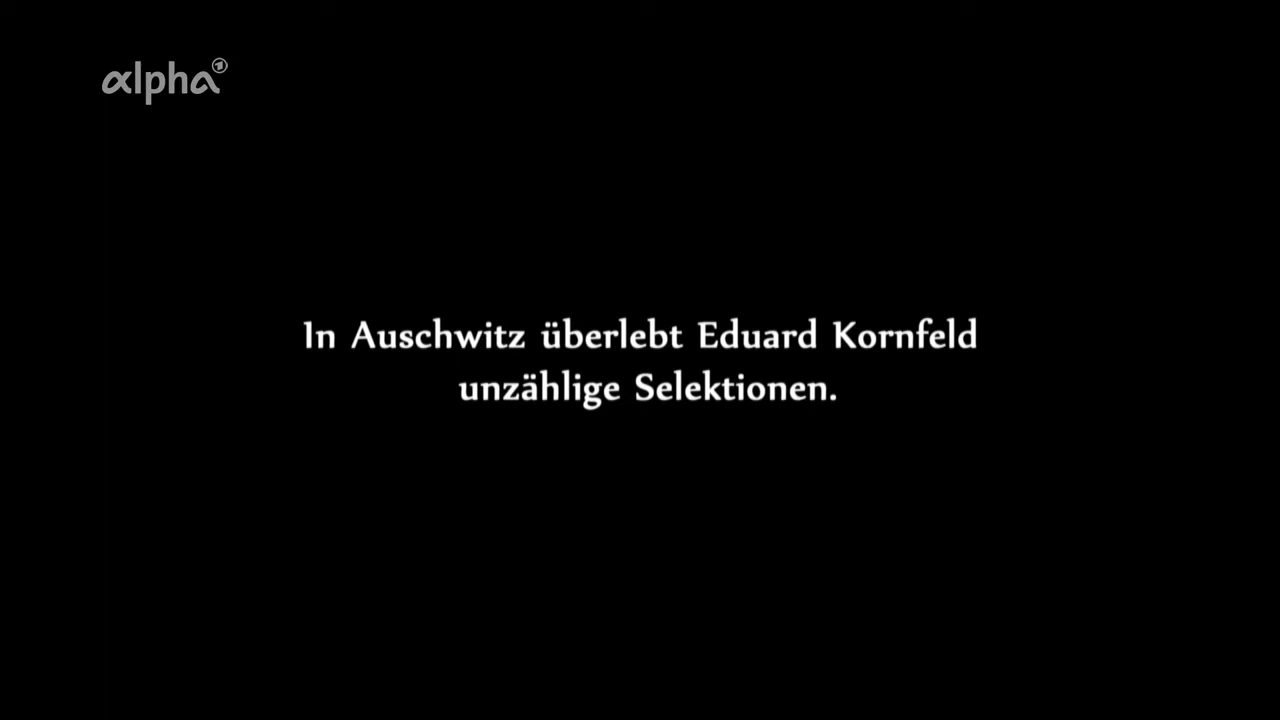 alpha
In Auschwitz überlebt Eduard Kornfeld
unzählige Selektionen.